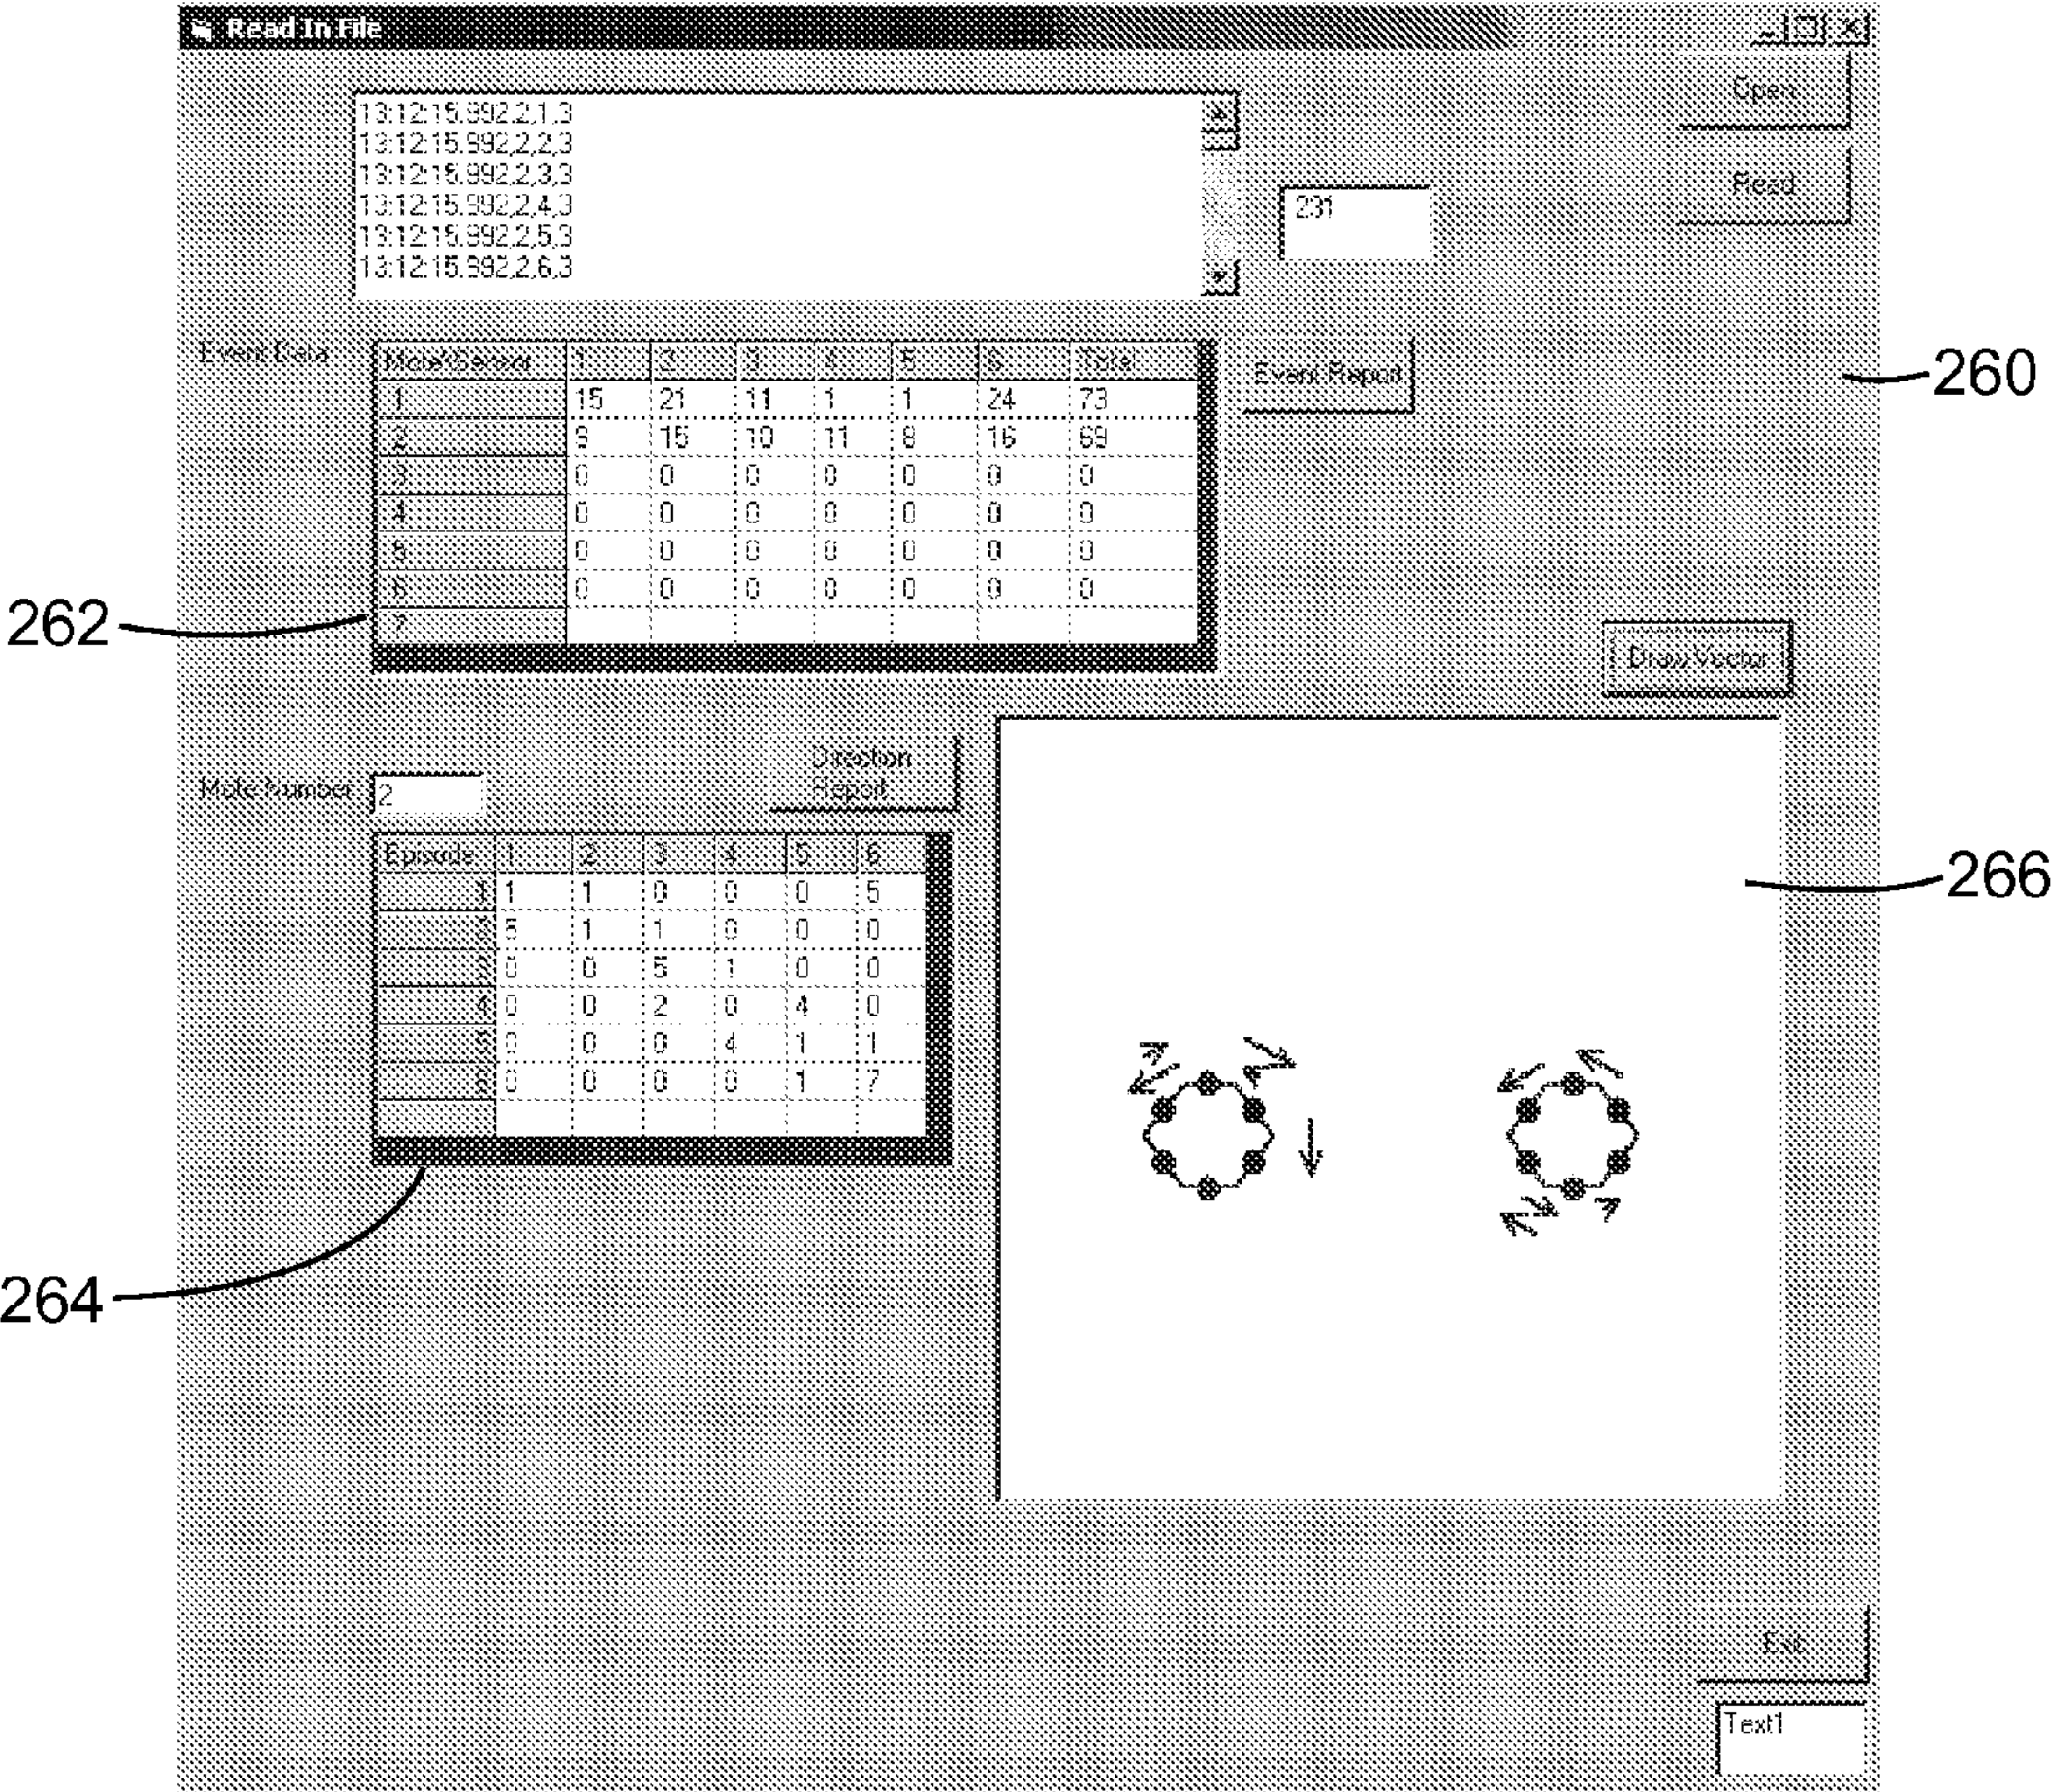 Read In File
Open
13:12:15.992,2,1,3
13:12:15.992,2,2,3
13:12:15.992,2,3,3
13:12:15.992,2,4,3
13:12:15.992,2,5,3
13:12:15.992,2,6,3
Read
231
Event Data
Mote\Sensor 1 2 3 4 5 6 Total
1 15 21 11 1 1 24 73
2 9 15 10 11 8 16 69
3 0 0 0 0 0 0 0
4 0 0 0 0 0 0 0
5 0 0 0 0 0 0 0
6 0 0 0 0 0 0 0
7
Event Report
260
262
Draw Vector
Direction
Report
Mote Number 2
Episode 1 2 3 4 5 6
1 1 1 0 0 0 5
2 5 1 1 0 0 0
3 0 0 5 1 0 0
4 0 0 2 0 4 0
5 0 0 0 4 1 1
6 0 0 0 0 1 7
266
264
Exit
Text1